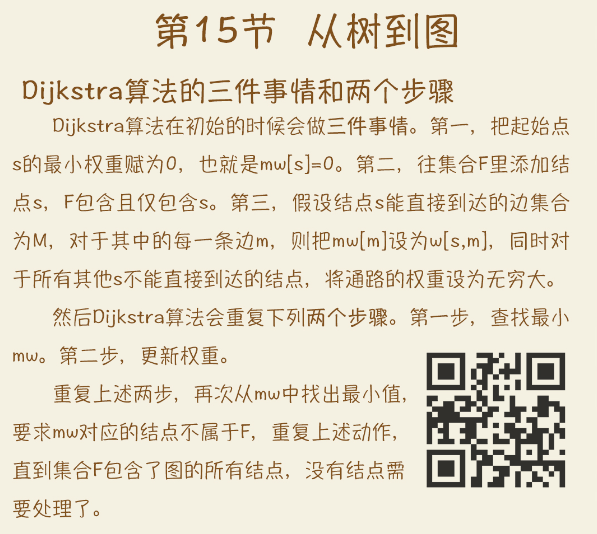 第15节 从树到图
Dijkstra算法的三件事情和两个步骤
Dijkstra算法在初始的时候会做三件事情。第一，把起始点
s的最小权重赋为0，也就是mw[s]=0。第二，往集合F里添加结
点s，F包含且仅包含s。第三，假设结点s能直接到达的边集合
为M，对于其中的每一条边m，则把mw[m]设为w[s,m]，同时对
于所有其他s不能直接到达的结点，将通路的权重设为无穷大。
然后Dijkstra算法会重复下列两个步骤。第一步，查找最小
mw。第二步，更新权重。
重复上述两步，再次从mw中找出最小值，
要求mw对应的结点不属于F，重复上述动作，
直到集合F包含了图的所有结点，没有结点需
要处理了。